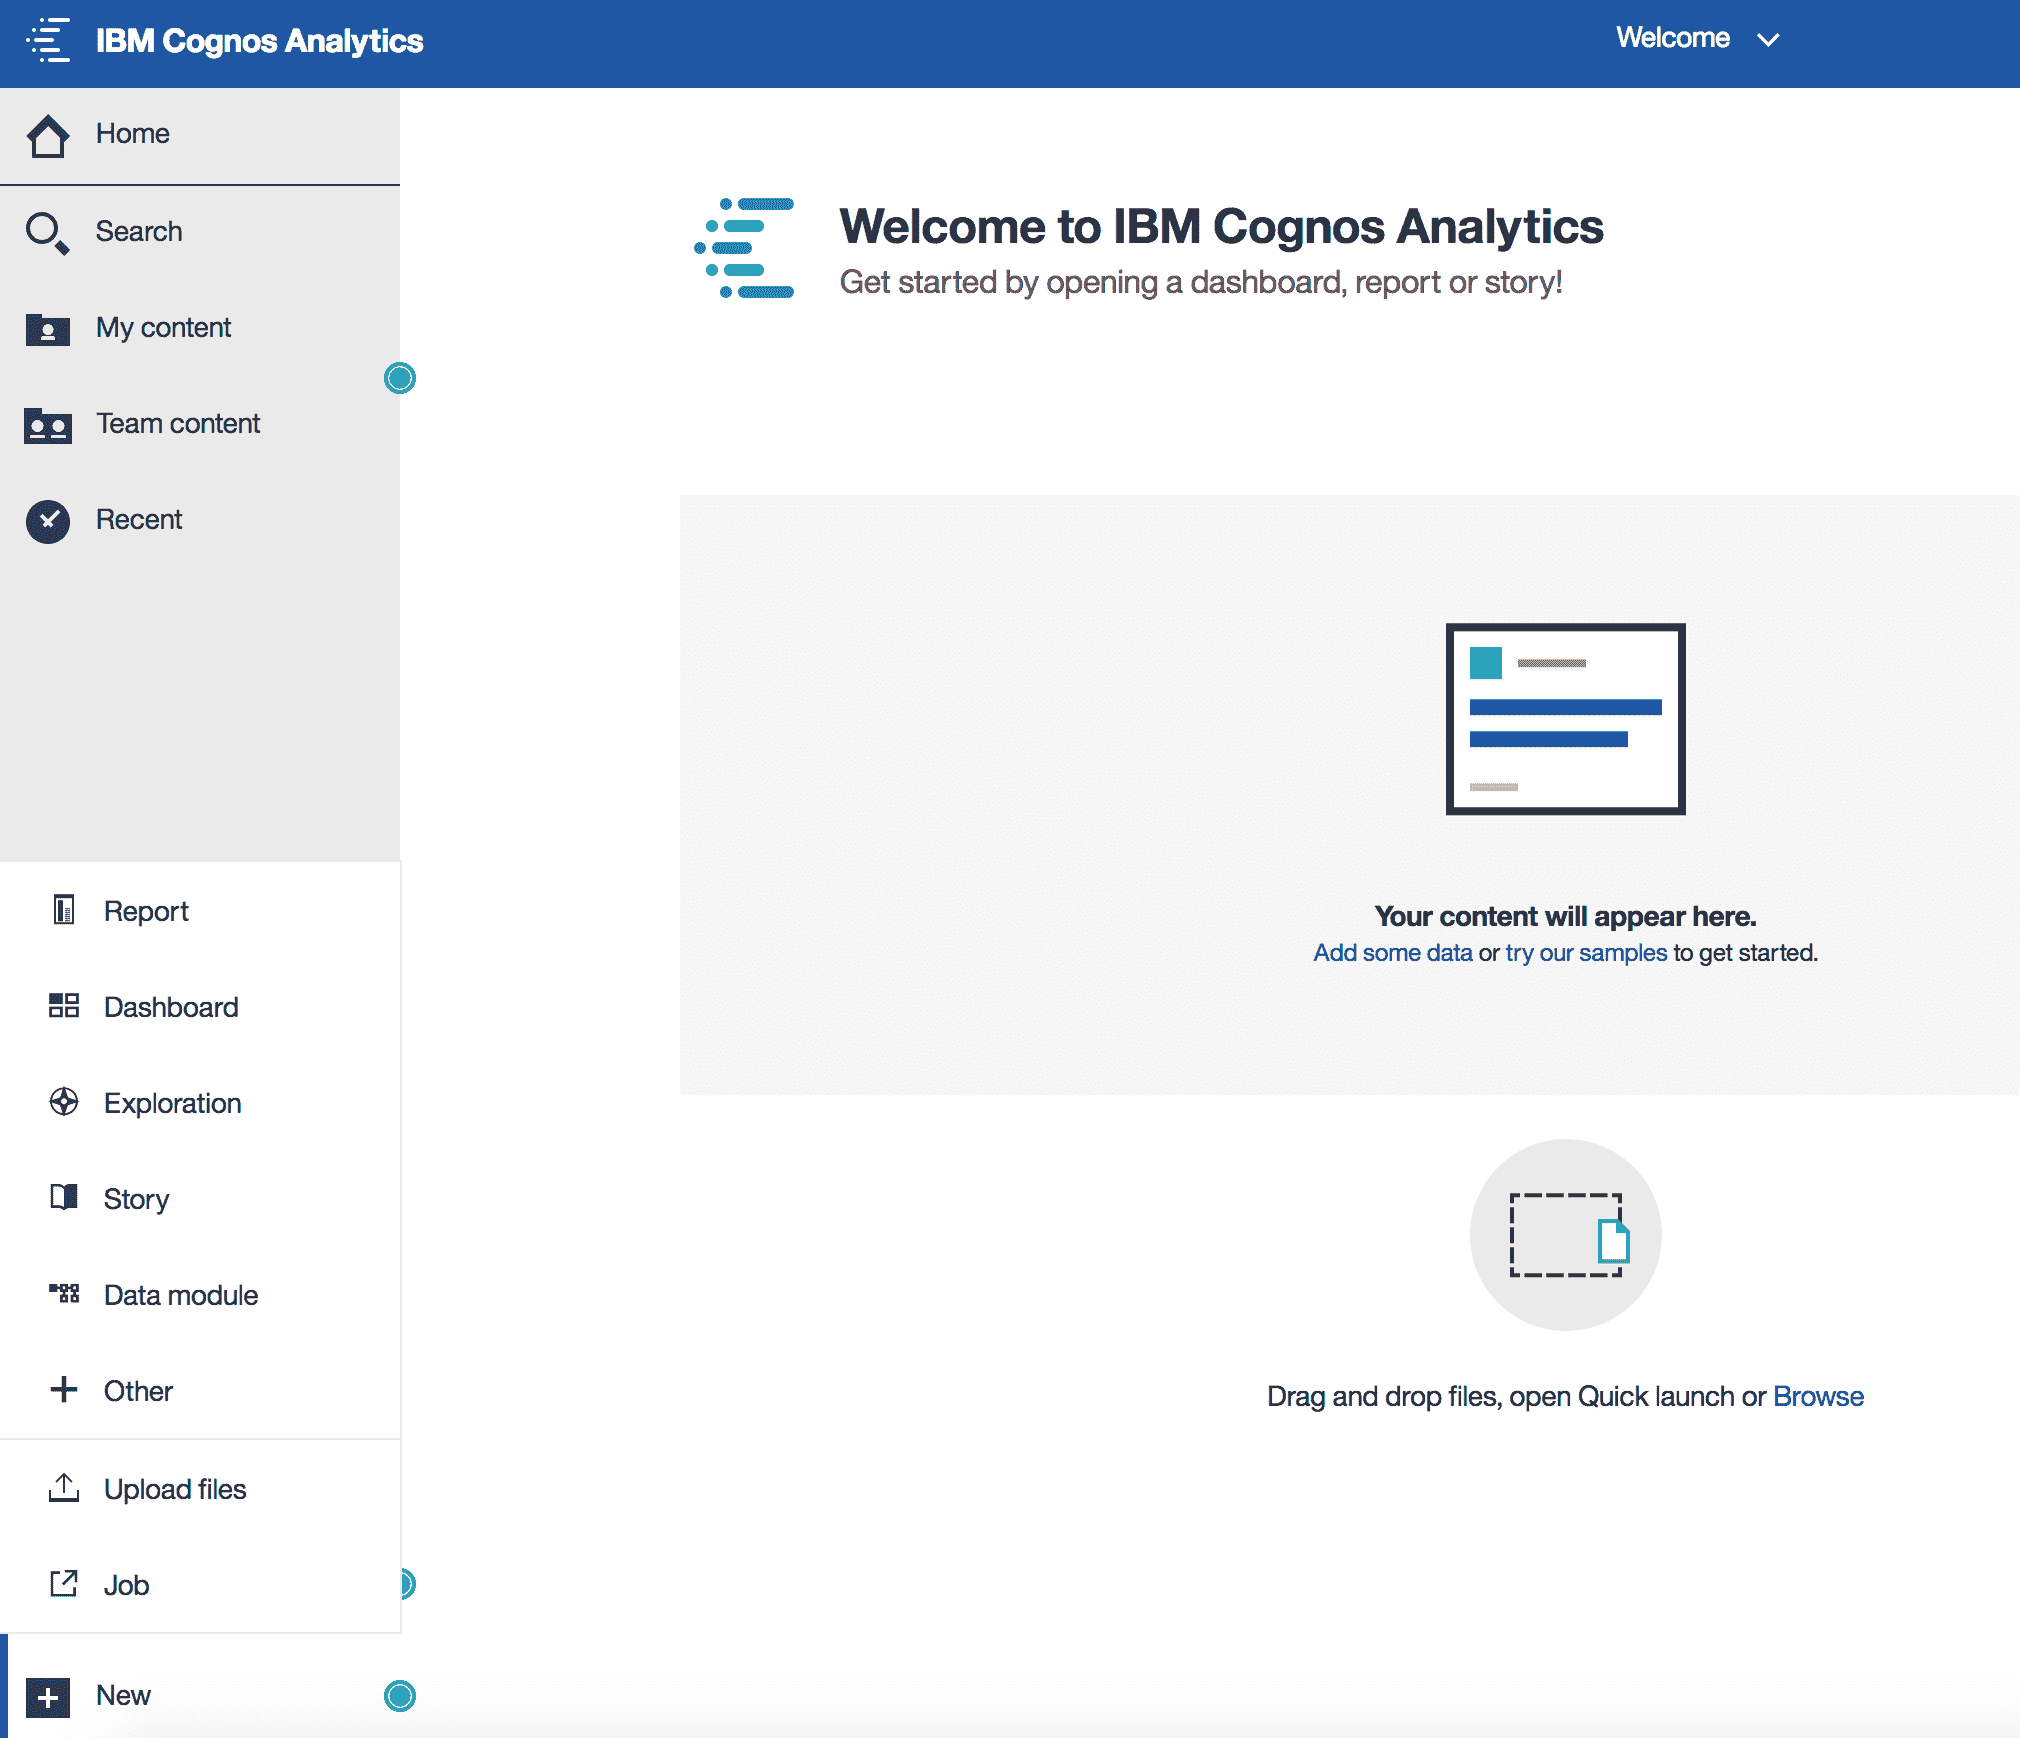 IBM Cognos Analytics
Welcome
Home
Search
My content
Team content
Recent
Welcome to IBM Cognos Analytics
Get started by opening a dashboard, report or story!
Your content will appear here.
Add some data or try our samples to get started.
Report
Dashboard
Exploration
Story
Data module
Other
Upload files
Job
New
Drag and drop files, open Quick launch or Browse